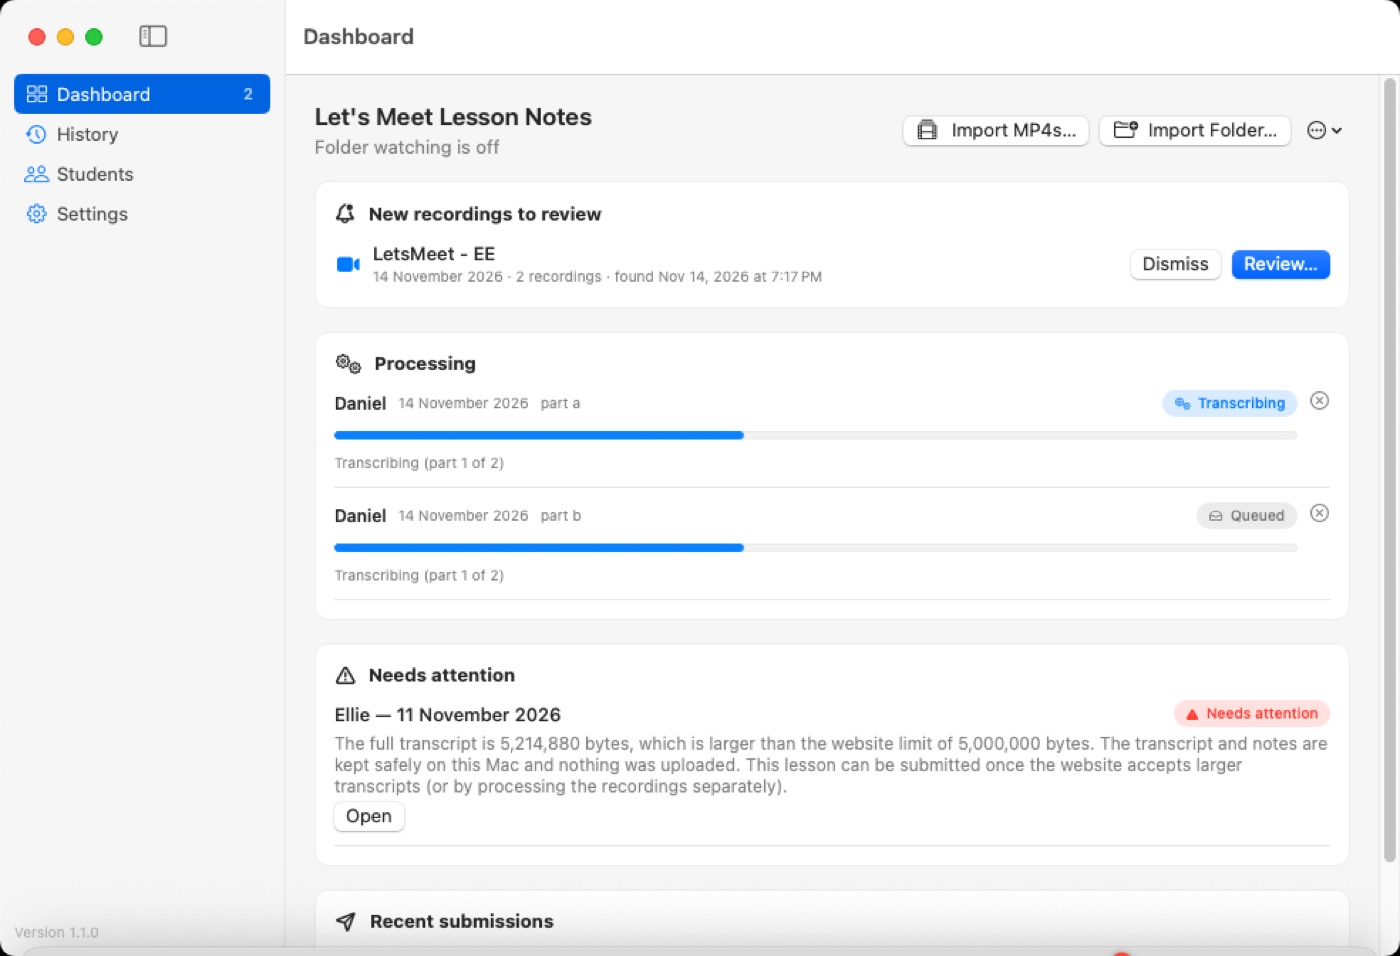 Dashboard
Dashboard 2
History
Students
Settings
Let's Meet Lesson Notes
Folder watching is off
Import MP4s...
Import Folder...
New recordings to review
LetsMeet - EE
14 November 2026 · 2 recordings · found Nov 14, 2026 at 7:17 PM
Dismiss
Review...
Processing
Daniel 14 November 2026 part a
Transcribing
Transcribing (part 1 of 2)
Daniel 14 November 2026 part b
Queued
Transcribing (part 1 of 2)
Needs attention
Ellie — 11 November 2026
Needs attention
The full transcript is 5,214,880 bytes, which is larger than the website limit of 5,000,000 bytes. The transcript and notes are
kept safely on this Mac and nothing was uploaded. This lesson can be submitted once the website accepts larger
transcripts (or by processing the recordings separately).
Open
Recent submissions
Version 1.1.0